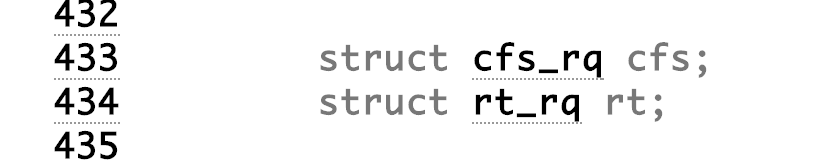 432
433 struct cfs_rq cfs;
434 struct rt_rq rt;
435